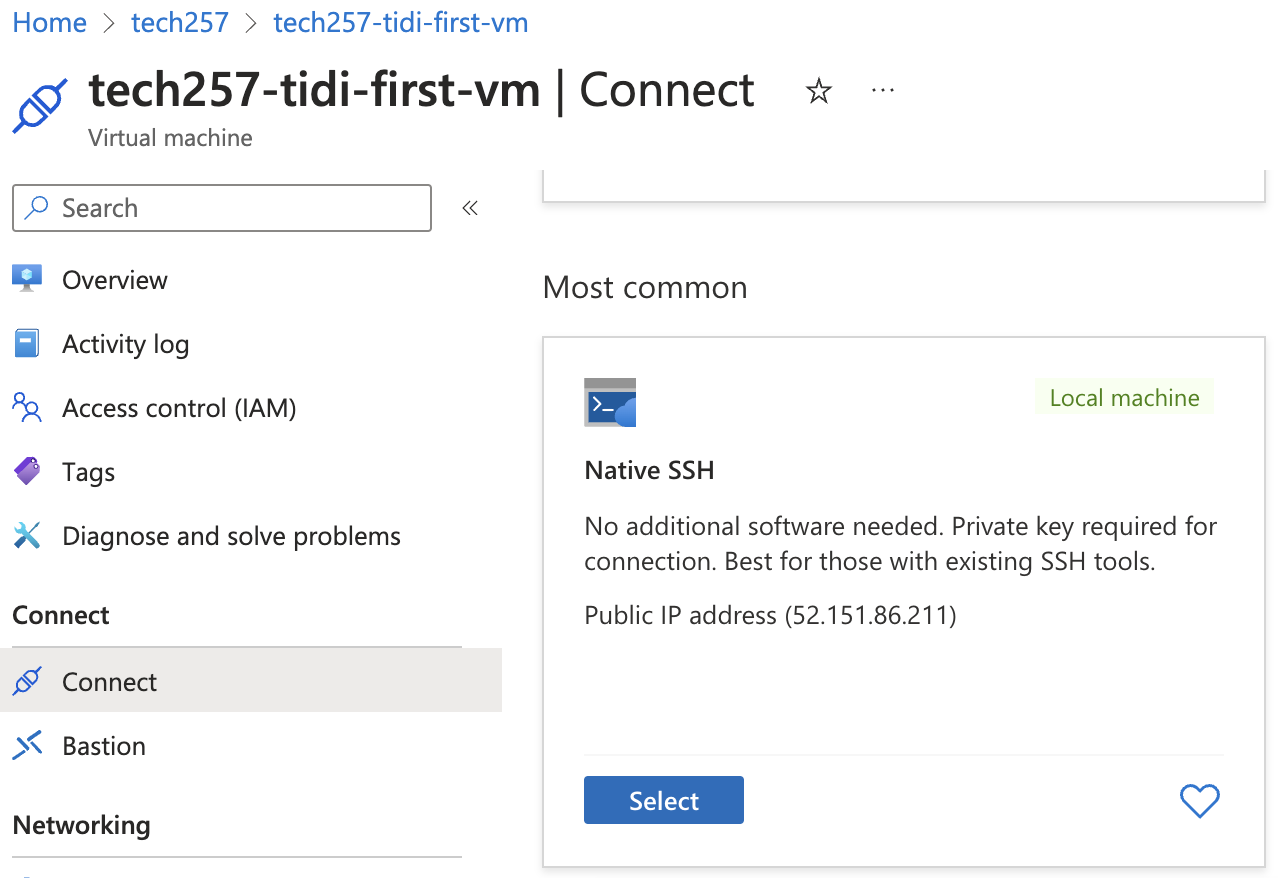 Home > tech257 > tech257-tidi-first-vm
tech257-tidi-first-vm | Connect
Virtual machine
Search
Overview
Activity log
Access control (IAM)
Tags
Diagnose and solve problems
Connect
Connect
Bastion
Networking
Most common
Local machine
Native SSH
No additional software needed. Private key required for
connection. Best for those with existing SSH tools.
Public IP address (52.151.86.211)
Select